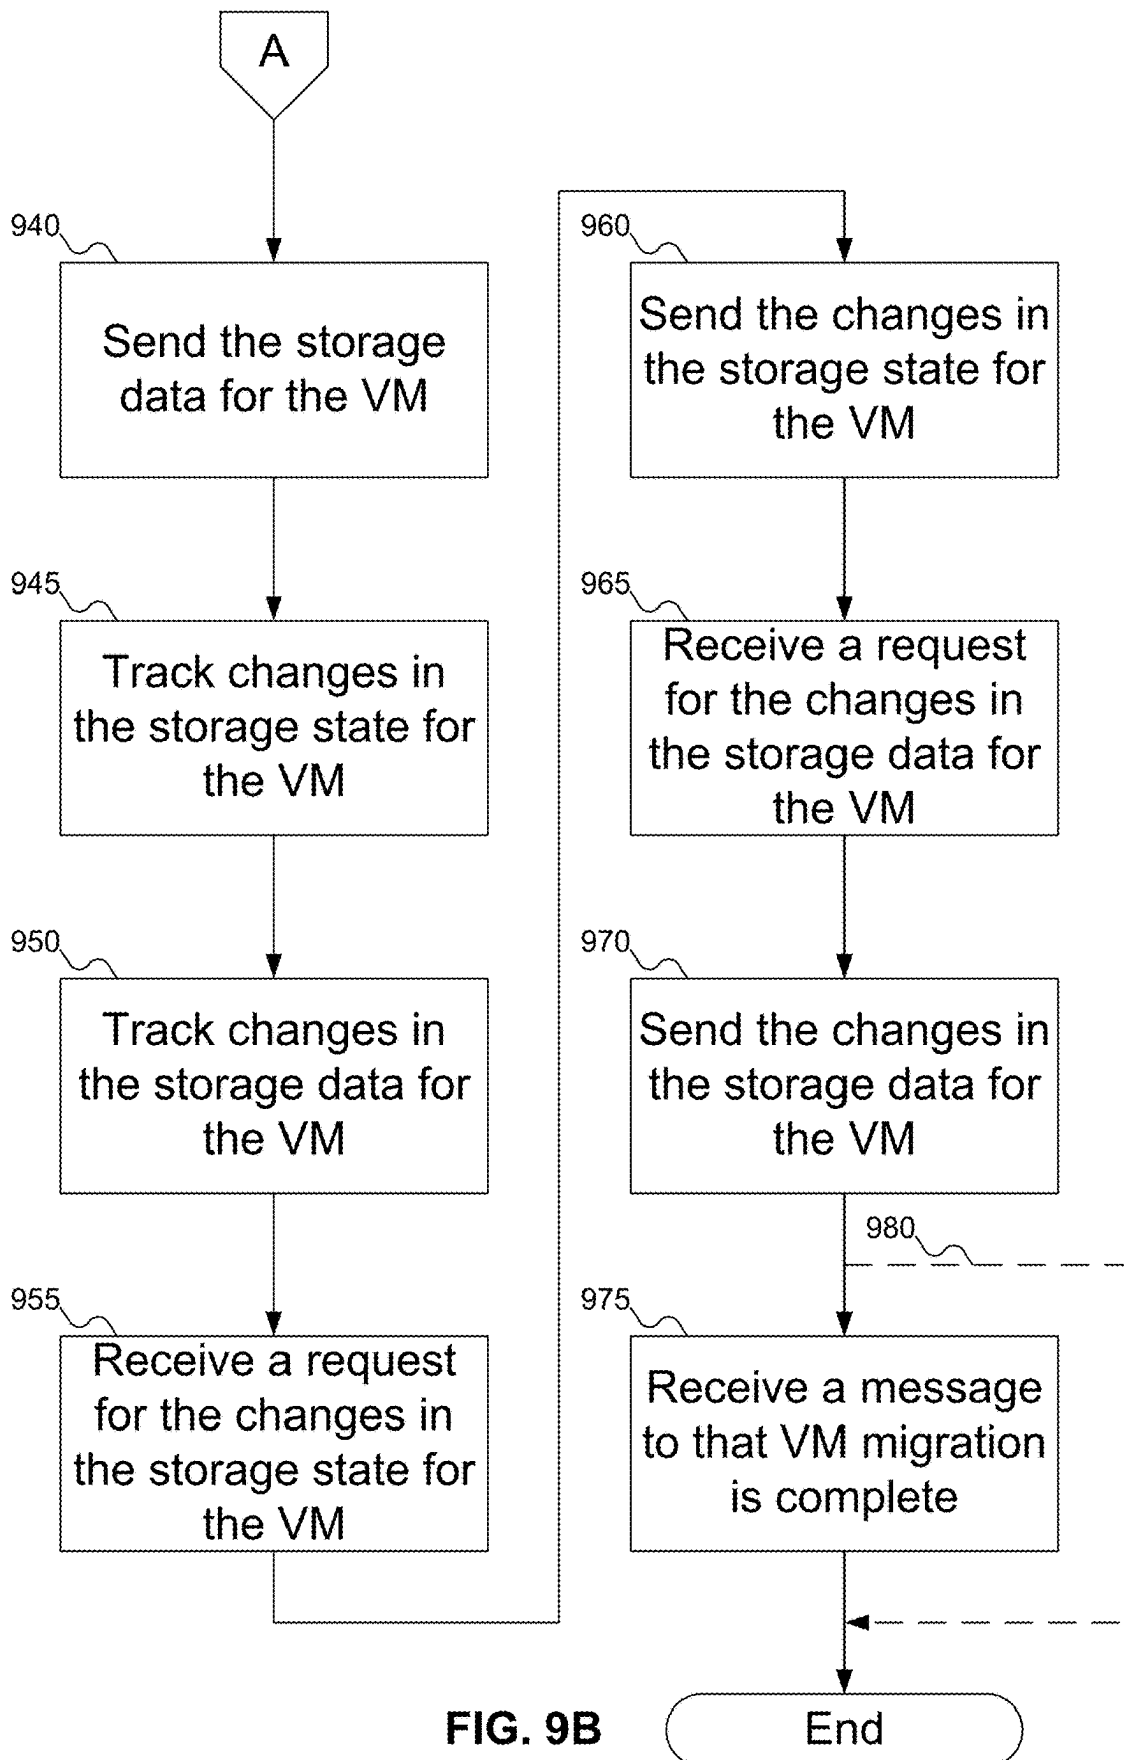 A
940
Send the storage
data for the VM
945
Track changes in
the storage state for
the VM
950
Track changes in
the storage data for
the VM
955
Receive a request
for the changes in
the storage state for
the VM
960
Send the changes in
the storage state for
the VM
965
Receive a request
for the changes in
the storage data for
the VM
970
Send the changes in
the storage data for
the VM
980
975
Receive a message
to that VM migration
is complete
End
FIG. 9B